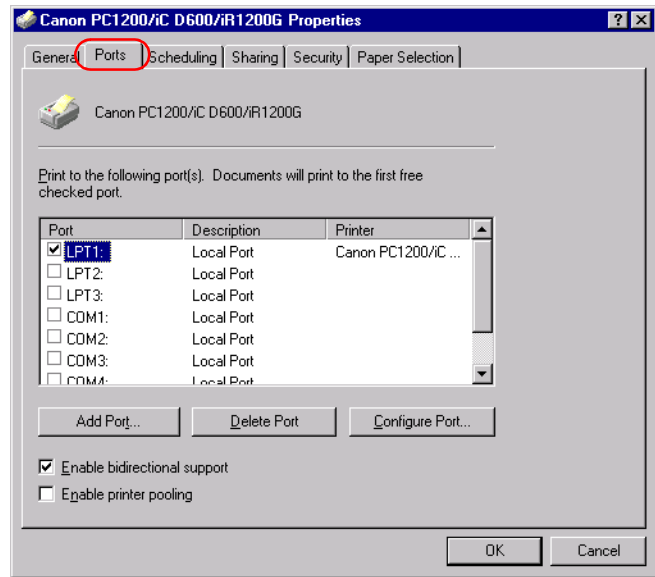 Canon PC1200/iC D600/iR1200G Properties
General Ports Scheduling Sharing Security Paper Selection
Canon PC1200/iC D600/iR1200G
Print to the following port(s). Documents will print to the first free
checked port.
Port Description Printer
LPT1: Local Port Canon PC1200/iC ...
LPT2: Local Port
LPT3: Local Port
COM1: Local Port
COM2: Local Port
COM3: Local Port
COM4: Local Port
Add Port... Delete Port Configure Port...
Enable bidirectional support
Enable printer pooling
OK Cancel